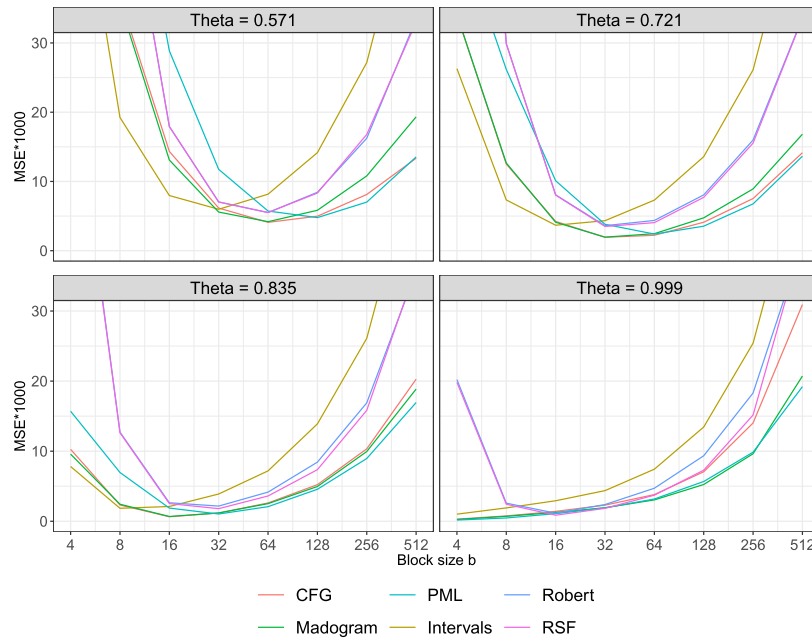 Theta = 0.571
Theta = 0.721
30
20
10
0
MSE*1000
Theta = 0.835
Theta = 0.999
30
20
10
0
MSE*1000
4 8 16 32 64 128 256 512
4 8 16 32 64 128 256 512
Block size b
CFG PML Robert
Madogram Intervals RSF